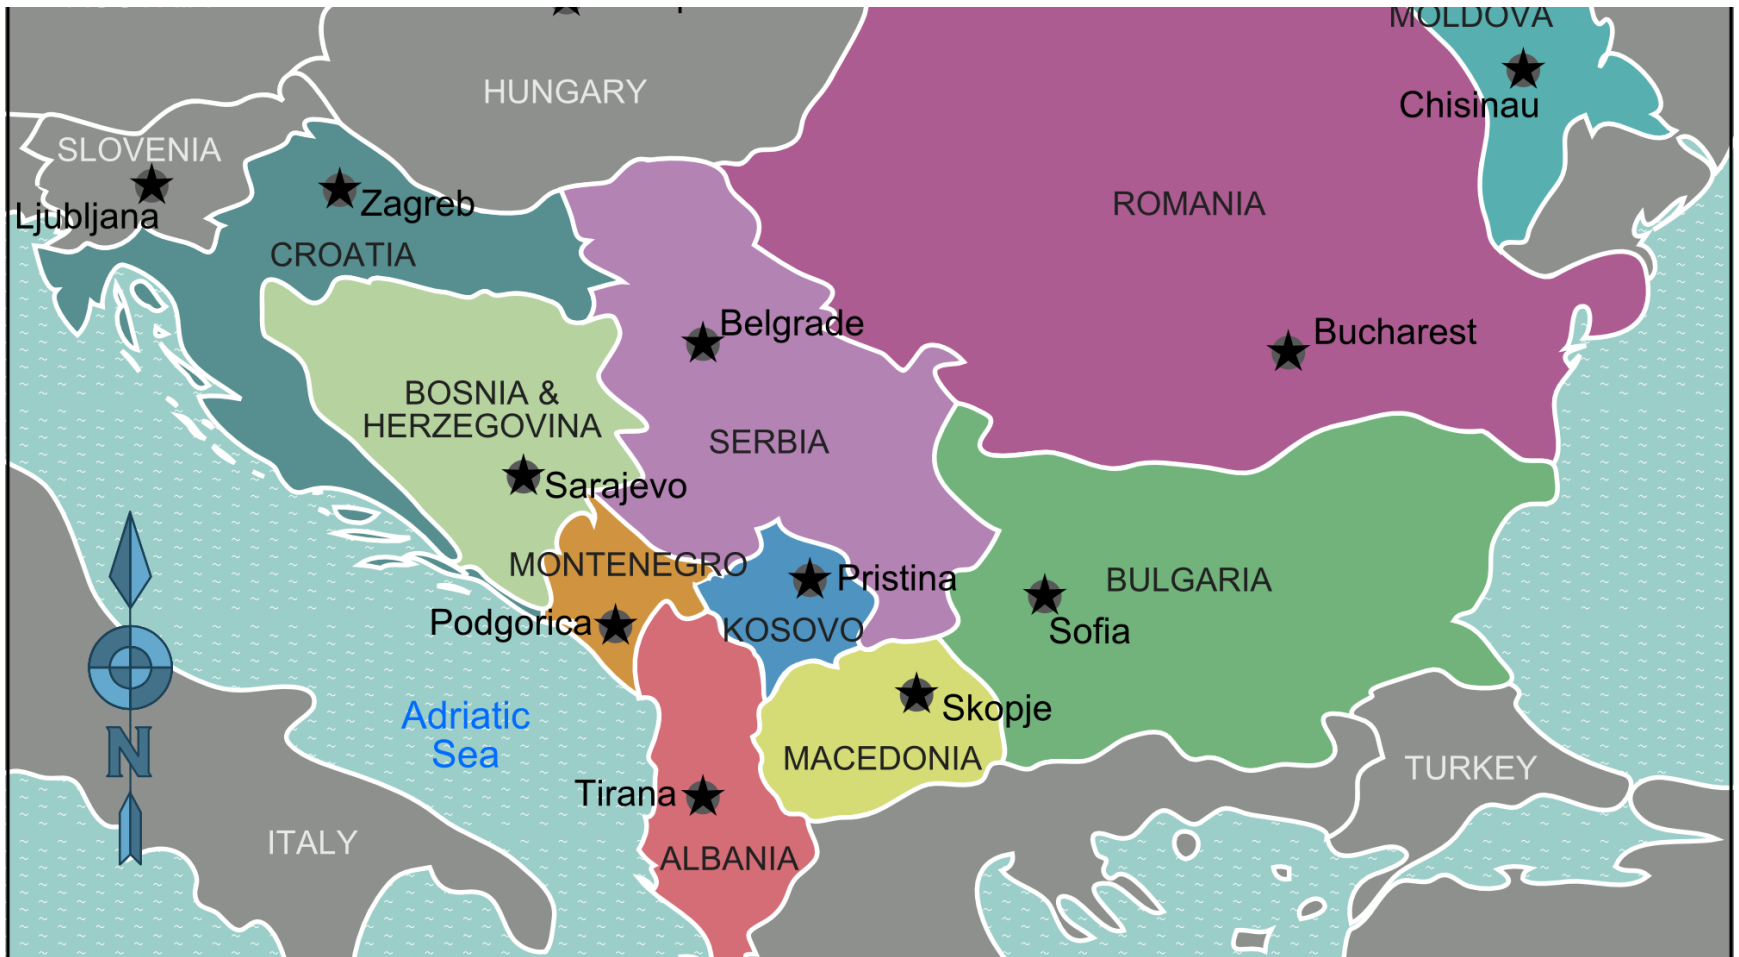 MOLDOVA
Chisinau
HUNGARY
SLOVENIA
Ljubljana
Zagreb
CROATIA
ROMANIA
Belgrade
Bucharest
BOSNIA &
HERZEGOVINA
SERBIA
Sarajevo
MONTENEGRO
Pristina
BULGARIA
Podgorica
KOSOVO
Sofia
Adriatic
Sea
Skopje
N
MACEDONIA
TURKEY
Tirana
ITALY
ALBANIA